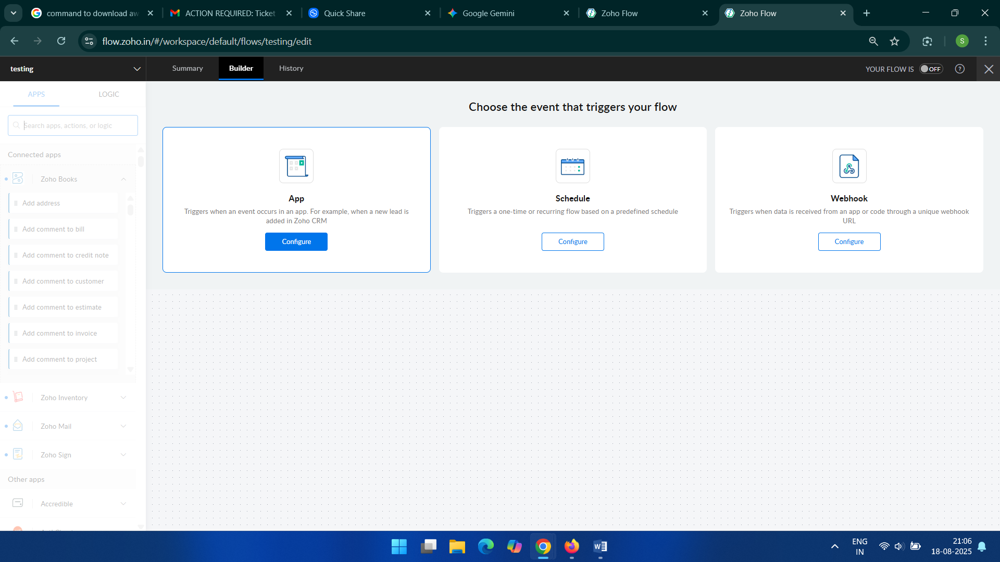 command to download aw
ACTION REQUIRED: Ticket
Quick Share
Google Gemini
Zoho Flow
Zoho Flow
flow.zoho.in/#/workspace/default/flows/testing/edit
S
testing
Summary
Builder
History
YOUR FLOW IS
OFF
?
APPS
LOGIC
Search apps, actions, or logic
Connected apps
Zoho Books
Add address
Add comment to bill
Add comment to credit note
Add comment to customer
Add comment to estimate
Add comment to invoice
Add comment to project
Zoho Inventory
Zoho Mail
Zoho Sign
Other apps
Accredible
Choose the event that triggers your flow
App
Triggers when an event occurs in an app. For example, when a new lead is
added in Zoho CRM
Configure
Schedule
Triggers a one-time or recurring flow based on a predefined schedule
Configure
Webhook
Triggers when data is received from an app or code through a unique webhook
URL
Configure
ENG
IN
21:06
18-08-2025